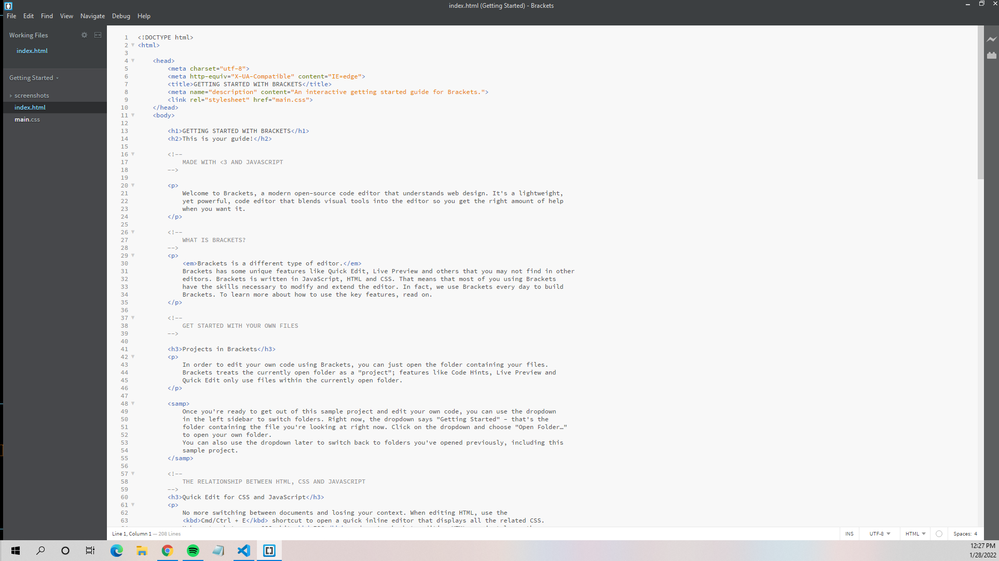 index.html (Getting Started) - Brackets
File Edit Find View Navigate Debug Help
Working Files
index.html
Getting Started
screenshots
index.html
main.css
1 <!DOCTYPE html>
2 <html>
3
4 <head>
5 <meta charset="utf-8">
6 <meta http-equiv="X-UA-Compatible" content="IE=edge">
7 <title>GETTING STARTED WITH BRACKETS</title>
8 <meta name="description" content="An interactive getting started guide for Brackets.">
9 <link rel="stylesheet" href="main.css">
10 </head>
11 <body>
12
13 <h1>GETTING STARTED WITH BRACKETS</h1>
14 <h2>This is your guide!</h2>
15
16 <!--
17 MADE WITH <3 AND JAVASCRIPT
18 -->
19
20 <p>
21 Welcome to Brackets, a modern open-source code editor that understands web design. It's a lightweight,
22 yet powerful, code editor that blends visual tools into the editor so you get the right amount of help
23 when you want it.
24 </p>
25
26 <!--
27 WHAT IS BRACKETS?
28 -->
29 <p>
30 <em>Brackets is a different type of editor.</em>
31 Brackets has some unique features like Quick Edit, Live Preview and others that you may not find in other
32 editors. Brackets is written in JavaScript, HTML and CSS. That means that most of you using Brackets
33 have the skills necessary to modify and extend the editor. In fact, we use Brackets every day to build
34 Brackets. To learn more about how to use the key features, read on.
35 </p>
36
37 <!--
38 GET STARTED WITH YOUR OWN FILES
39 -->
40
41 <h3>Projects in Brackets</h3>
42 <p>
43 In order to edit your own code using Brackets, you can just open the folder containing your files.
44 Brackets treats the currently open folder as a "project"; features like Code Hints, Live Preview and
45 Quick Edit only use files within the currently open folder.
46 </p>
47
48 <samp>
49 Once you're ready to get out of this sample project and edit your own code, you can use the dropdown
50 in the left sidebar to switch folders. Right now, the dropdown says "Getting Started" - that's the
51 folder containing the file you're looking at right now. Click on the dropdown and choose "Open Folder…"
52 to open your own folder.
53 You can also use the dropdown later to switch back to folders you've opened previously, including this
54 sample project.
55 </samp>
56
57 <!--
58 THE RELATIONSHIP BETWEEN HTML, CSS AND JAVASCRIPT
59 -->
60 <h3>Quick Edit for CSS and JavaScript</h3>
61 <p>
62 No more switching between documents and losing your context. When editing HTML, use the
63 <kbd>Cmd/Ctrl + E</kbd> shortcut to open a quick inline editor that displays all the related CSS.
Line 1, Column 1 — 208 Lines
INS UTF-8 HTML Spaces: 4
12:27 PM
1/28/2022